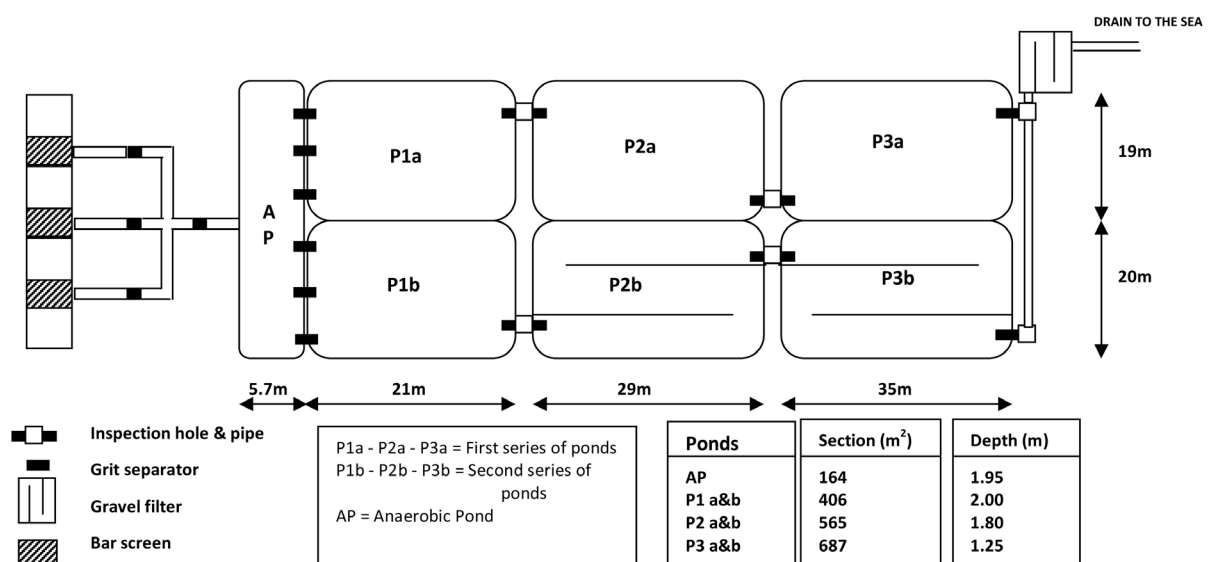 DRAIN TO THE SEA
P1a
P2a
P3a
19m
A
P
P1b
P2b
P3b
20m
5.7m
21m
29m
35m
Inspection hole & pipe
Grit separator
Gravel filter
Bar screen
P1a - P2a - P3a = First series of ponds
P1b - P2b - P3b = Second series of
ponds
AP = Anaerobic Pond
Ponds Section (m²) Depth (m)
AP 164 1.95
P1 a&b 406 2.00
P2 a&b 565 1.80
P3 a&b 687 1.25